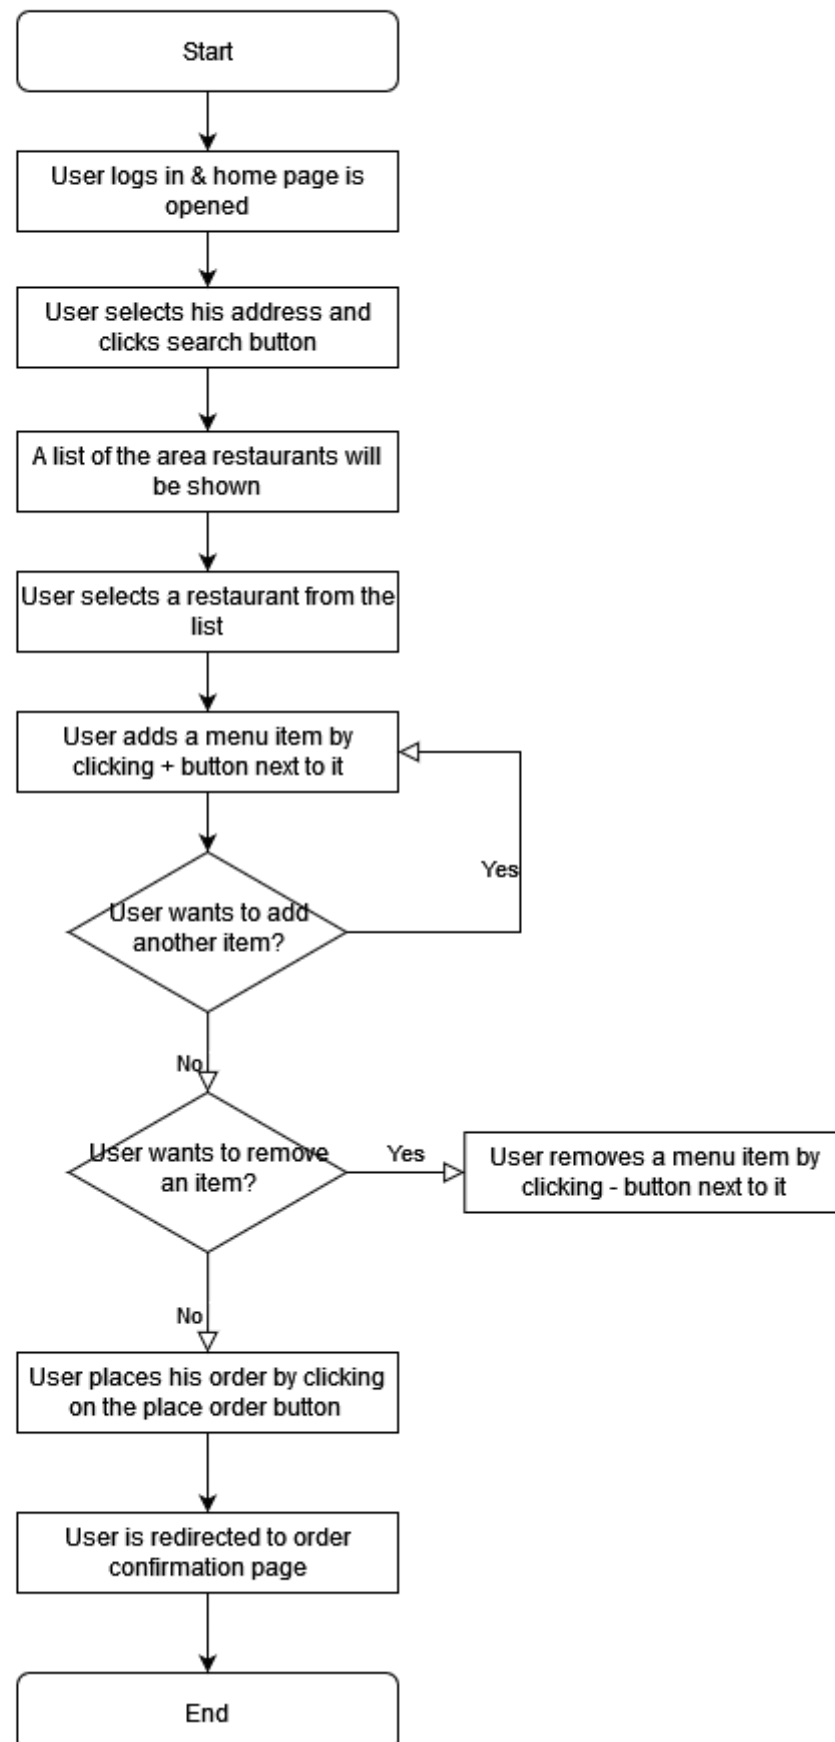 Start
User logs in & home page is
opened
User selects his address and
clicks search button
A list of the area restaurants will
be shown
User selects a restaurant from the
list
User adds a menu item by
clicking + button next to it
Yes
User wants to add
another item?
No
User wants to remove
an item?
Yes
User removes a menu item by
clicking - button next to it
No
User places his order by clicking
on the place order button
User is redirected to order
confirmation page
End